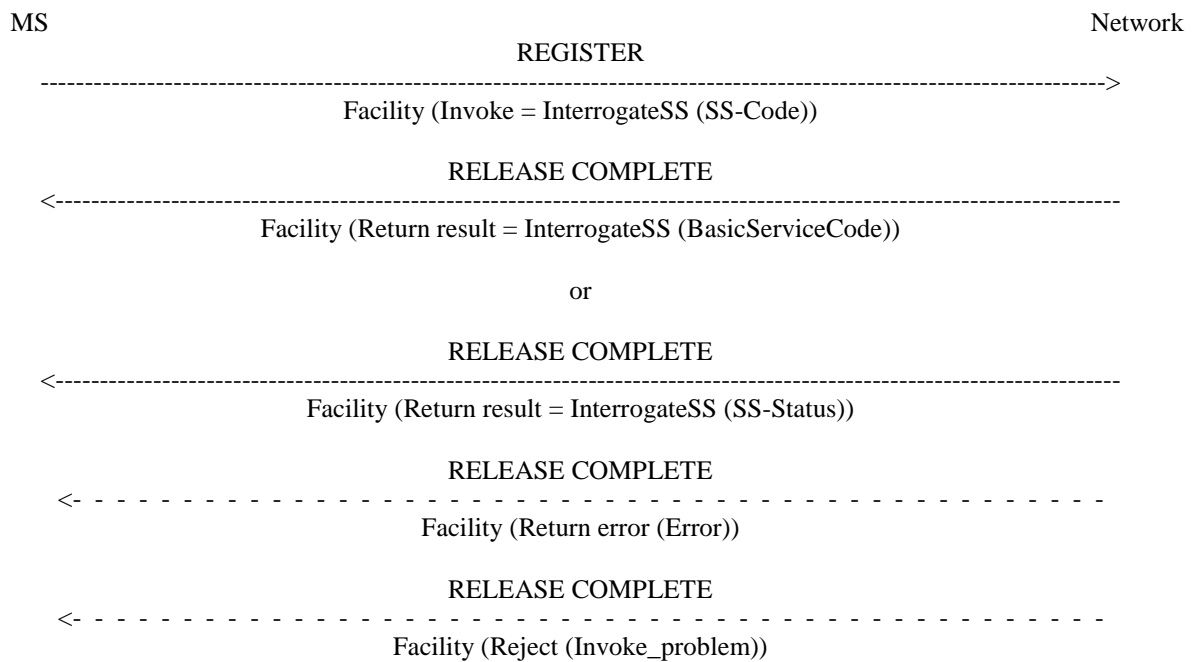 MS Network
REGISTER
Facility (Invoke = InterrogateSS (SS-Code))
RELEASE COMPLETE
Facility (Return result = InterrogateSS (BasicServiceCode))
or
RELEASE COMPLETE
Facility (Return result = InterrogateSS (SS-Status))
RELEASE COMPLETE
Facility (Return error (Error))
RELEASE COMPLETE
Facility (Reject (Invoke_problem))